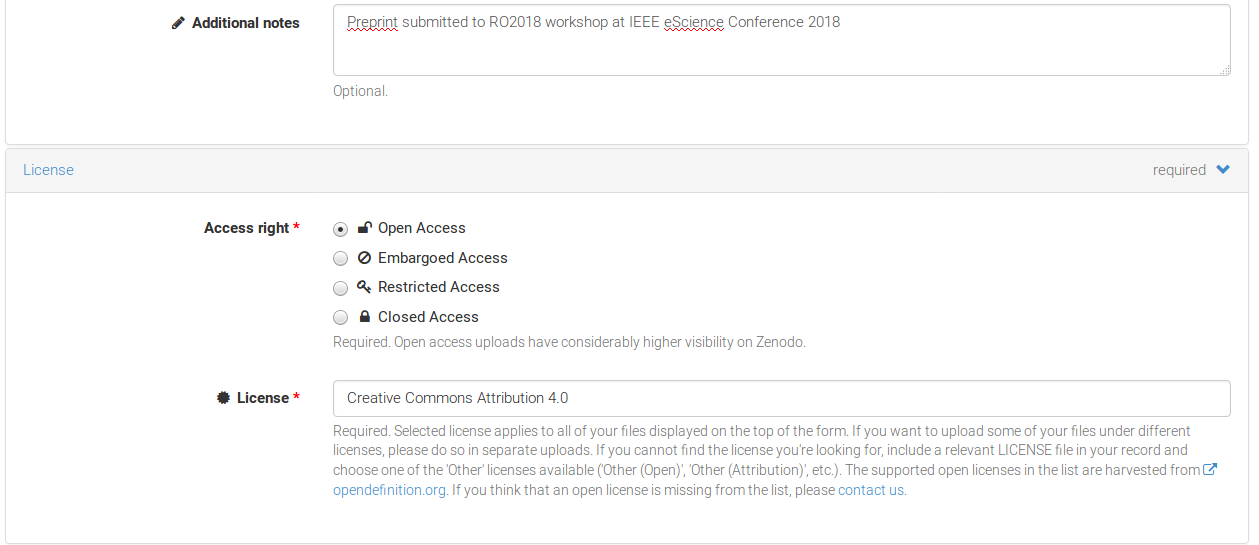 Additional notes
Preprint submitted to RO2018 workshop at IEEE eScience Conference 2018
Optional.
License
required
Access right *
Open Access
Embargoed Access
Restricted Access
Closed Access
Required. Open access uploads have considerably higher visibility on Zenodo.
License *
Creative Commons Attribution 4.0
Required. Selected license applies to all of your files displayed on the top of the form. If you want to upload some of your files under different
licenses, please do so in separate uploads. If you cannot find the license you're looking for, include a relevant LICENSE file in your record and
choose one of the 'Other' licenses available ('Other (Open)', 'Other (Attribution)', etc.). The supported open licenses in the list are harvested from
opendefinition.org. If you think that an open license is missing from the list, please contact us.